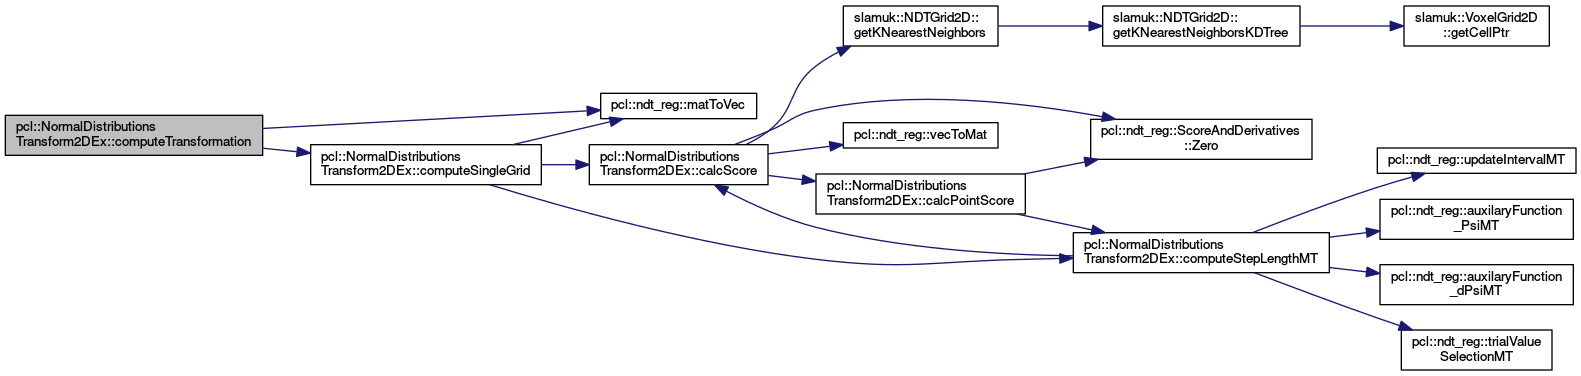 pcl::NormalDistributions
Transform2DEx::computeTransformation
pcl::NormalDistributions
Transform2DEx::computeSingleGrid
pcl::ndt_reg::matToVec
pcl::NormalDistributions
Transform2DEx::calcScore
slamuk::NDTGrid2D::
getKNearestNeighbors
slamuk::NDTGrid2D::
getKNearestNeighborsKDTree
slamuk::VoxelGrid2D
::getCellPtr
pcl::ndt_reg::vecToMat
pcl::NormalDistributions
Transform2DEx::calcPointScore
pcl::ndt_reg::ScoreAndDerivatives
::Zero
pcl::NormalDistributions
Transform2DEx::computeStepLengthMT
pcl::ndt_reg::updateIntervalMT
pcl::ndt_reg::auxilaryFunction
_PsiMT
pcl::ndt_reg::auxilaryFunction
_dPsiMT
pcl::ndt_reg::trialValue
SelectionMT